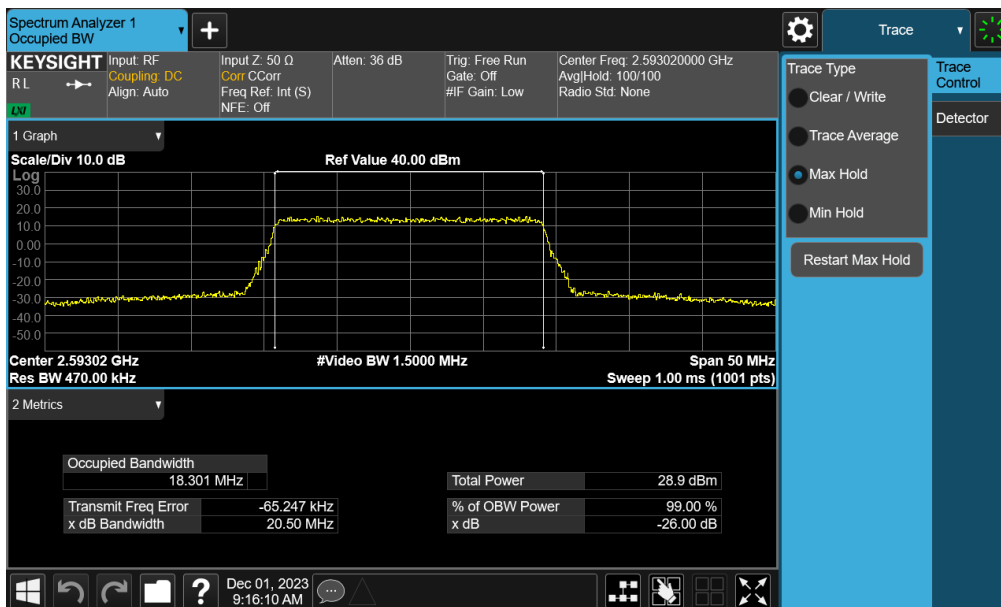 Spectrum Analyzer 1
Occupied BW
+
Trace
KEYSIGHT
R L
LXI
Input: RF
Coupling: DC
Align: Auto
Input Z: 50 Ω
Corr CCorr
Freq Ref: Int (S)
NFE: Off
Atten: 36 dB
Trig: Free Run
Gate: Off
#IF Gain: Low
Center Freq: 2.593020000 GHz
Avg|Hold: 100/100
Radio Std: None
Trace Type
Clear / Write
Trace Average
Max Hold
Min Hold
Restart Max Hold
Trace
Control
Detector
1 Graph
Scale/Div 10.0 dB
Ref Value 40.00 dBm
Log
30.0
20.0
10.0
0.00
-10.0
-20.0
-30.0
-40.0
-50.0
Center 2.59302 GHz
#Video BW 1.5000 MHz
Span 50 MHz
Res BW 470.00 kHz
Sweep 1.00 ms (1001 pts)
2 Metrics
Occupied Bandwidth
18.301 MHz
Total Power 28.9 dBm
Transmit Freq Error -65.247 kHz
% of OBW Power 99.00 %
x dB Bandwidth 20.50 MHz
x dB -26.00 dB
?
Dec 01, 2023
9:16:10 AM